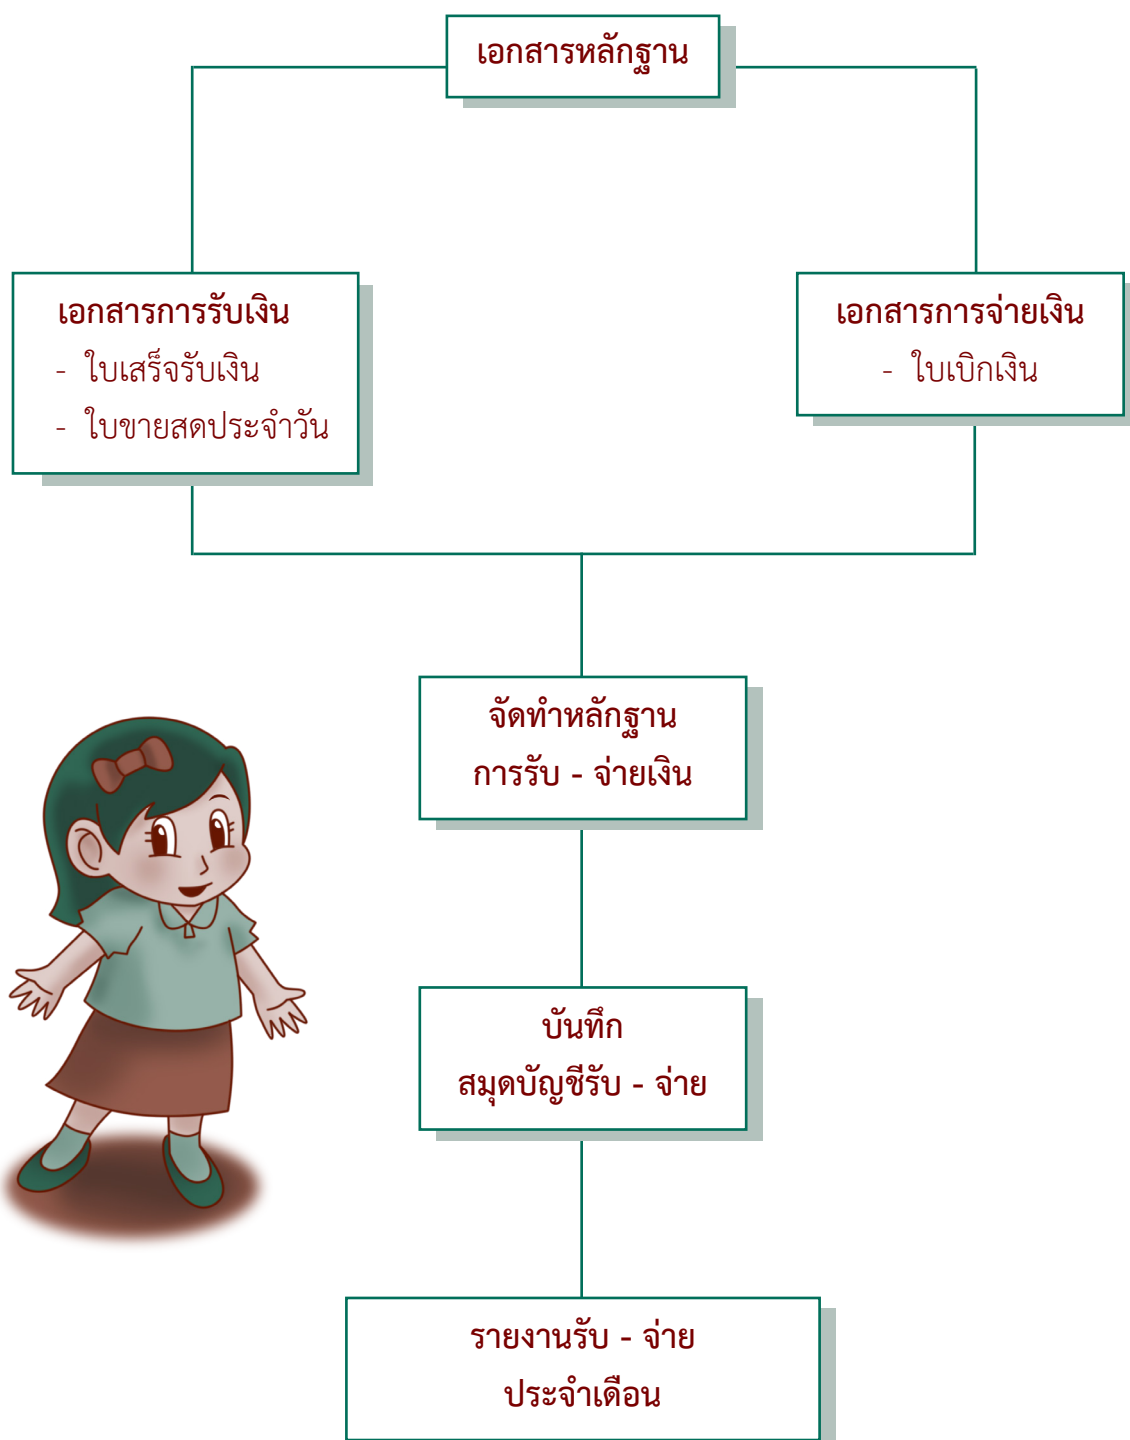 เอกสารหลักฐาน
เอกสารการรับเงิน
- ใบเสร็จรับเงิน
- ใบขายสดประจำวัน
เอกสารการจ่ายเงิน
- ใบเบิกเงิน
จัดทำหลักฐาน
การรับ - จ่ายเงิน
บันทึก
สมุดบัญชีรับ - จ่าย
รายงานรับ - จ่าย
ประจำเดือน